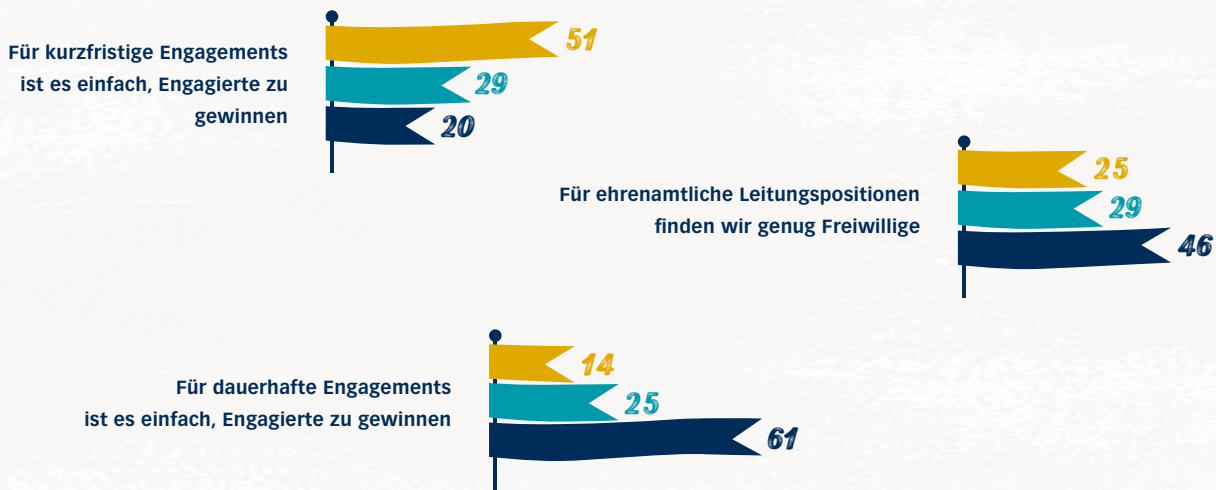 Für kurzfristige Engagements
ist es einfach, Engagierte zu
gewinnen
51
29
20
Für ehrenamtliche Leitungspositionen
finden wir genug Freiwillige
25
29
46
Für dauerhafte Engagements
ist es einfach, Engagierte zu gewinnen
14
25
61